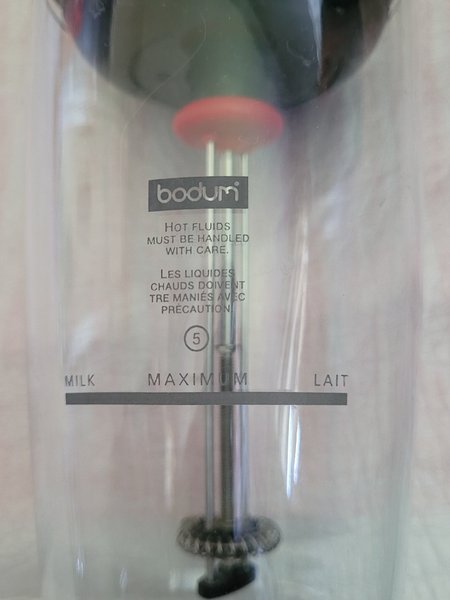 bodum
HOT FLUIDS
MUST BE HANDLED
WITH CARE.
LES LIQUIDES
CHAUDS DOIVENT
TRE MANIÉS AVEC
PRÉCAUTION.
5
MILK MAXIMUM LAIT